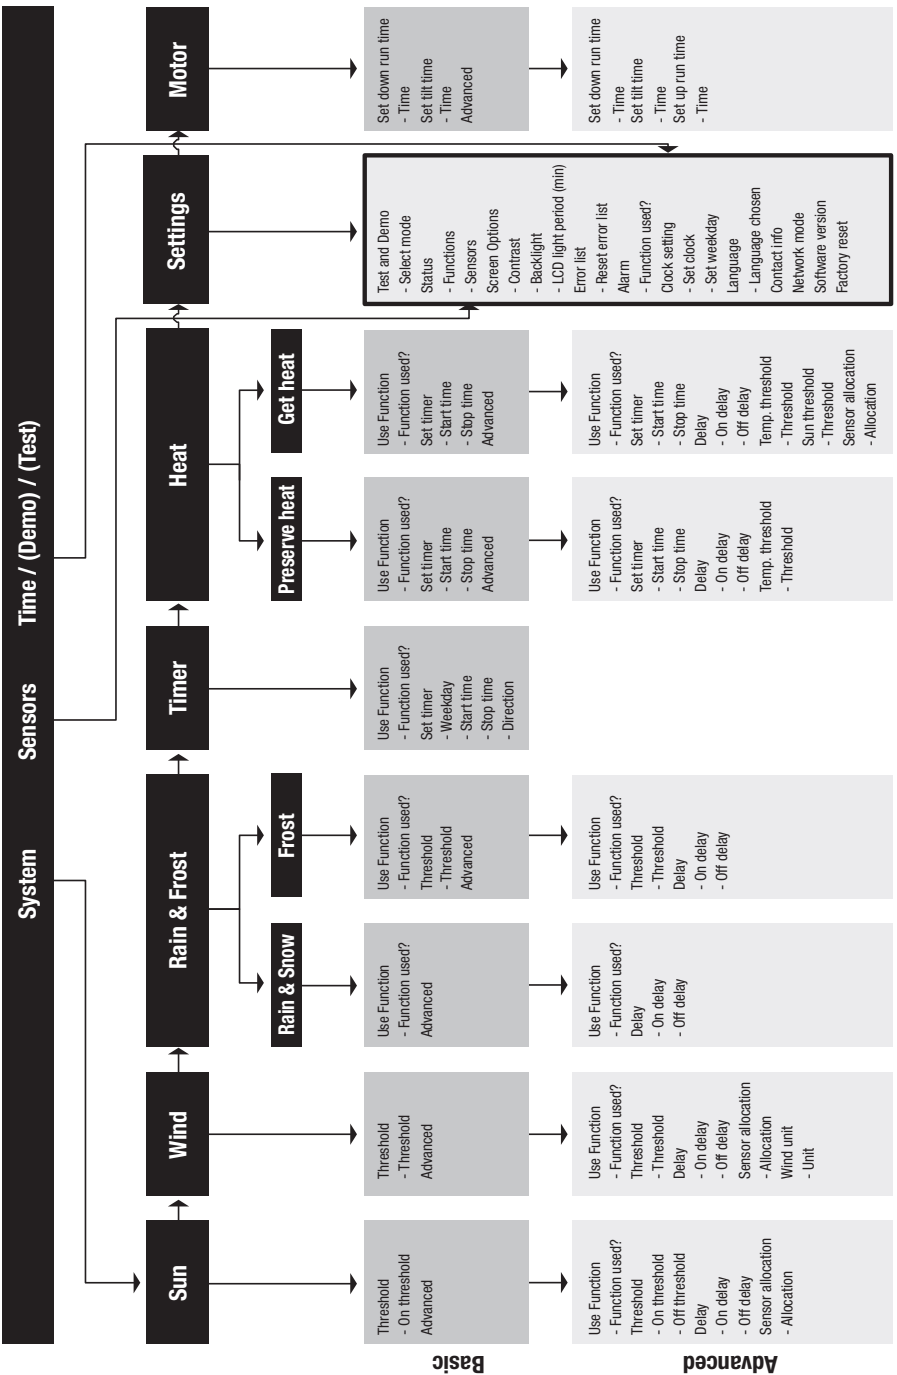 System Sensors Time / (Demo) / (Test)
Sun
Wind
Rain & Frost
Timer
Heat
Settings
Motor
Rain & Snow
Frost
Preserve heat
Get heat
Basic
Threshold
- On threshold
Advanced
Threshold
- Threshold
Advanced
Use Function
- Function used?
Advanced
Use Function
- Function used?
Threshold
- Threshold
Advanced
Use Function
- Function used?
Set timer
- Weekday
- Start time
- Stop time
- Direction
Use Function
- Function used?
Set timer
- Start time
- Stop time
Advanced
Use Function
- Function used?
Set timer
- Start time
- Stop time
Advanced
Test and Demo
- Select mode
Status
- Functions
- Sensors
Screen Options
- Contrast
- Backlight
- LCD light period (min)
Error list
- Reset error list
Alarm
- Function used?
Clock setting
- Set clock
- Set weekday
Language
- Language chosen
Contact info
Network mode
Software version
Factory reset
Set down run time
- Time
Set tilt time
- Time
Advanced
Advanced
Use Function
- Function used?
Threshold
- On threshold
- Off threshold
Delay
- On delay
- Off delay
Sensor allocation
- Allocation
Use Function
- Function used?
Threshold
- Threshold
Delay
- On delay
- Off delay
Sensor allocation
- Allocation
Wind unit
- Unit
Use Function
- Function used?
Delay
- On delay
- Off delay
Use Function
- Function used?
Threshold
- Threshold
Delay
- On delay
- Off delay
Use Function
- Function used?
Set timer
- Start time
- Stop time
Delay
- On delay
- Off delay
Temp. threshold
- Threshold
Use Function
- Function used?
Set timer
- Start time
- Stop time
Delay
- On delay
- Off delay
Temp. threshold
- Threshold
Sun threshold
- Threshold
Sensor allocation
- Allocation
Set down run time
- Time
Set tilt time
- Time
Set up run time
- Time